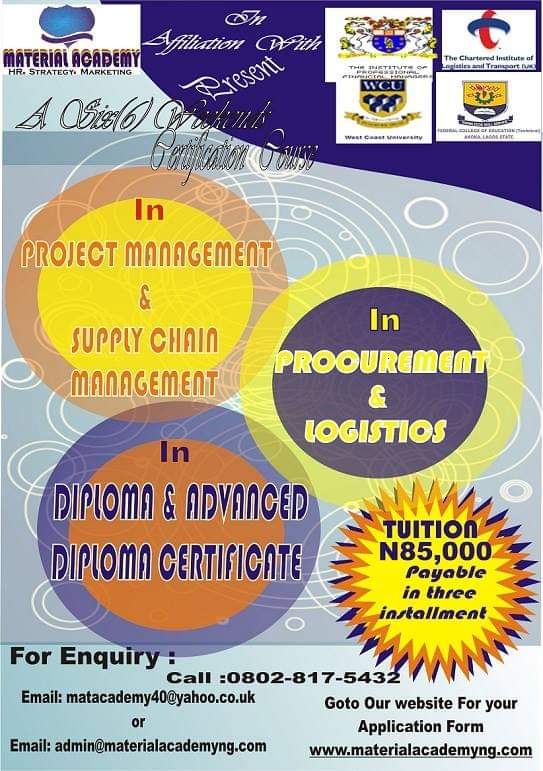 MATERIAL ACADEMY
HR. STRATEGY. MARKETING
In
Affiliation With
Present
A Six(6) Weekends
Certification Course
THE INSTITUTE OF
PROFESSIONAL
FINANCIAL MANAGERS
The Chartered Institute of
Logistics and Transport (UK)
WCU
West Coast University
FEDERAL COLLEGE OF EDUCATION (Technical)
AKOKA, LAGOS STATE.
In
PROJECT MANAGEMENT
&
SUPPLY CHAIN
MANAGEMENT
In
PROCUREMENT
&
LOGISTICS
In
DIPLOMA & ADVANCED
DIPLOMA CERTIFICATE
TUITION
N85,000
Payable
in three
installment
For Enquiry :
Call :0802-817-5432
Email: matacademy40@yahoo.co.uk
or
Email: admin@materialacademyng.com
Goto Our website For your
Application Form
www.materialacademyng.com